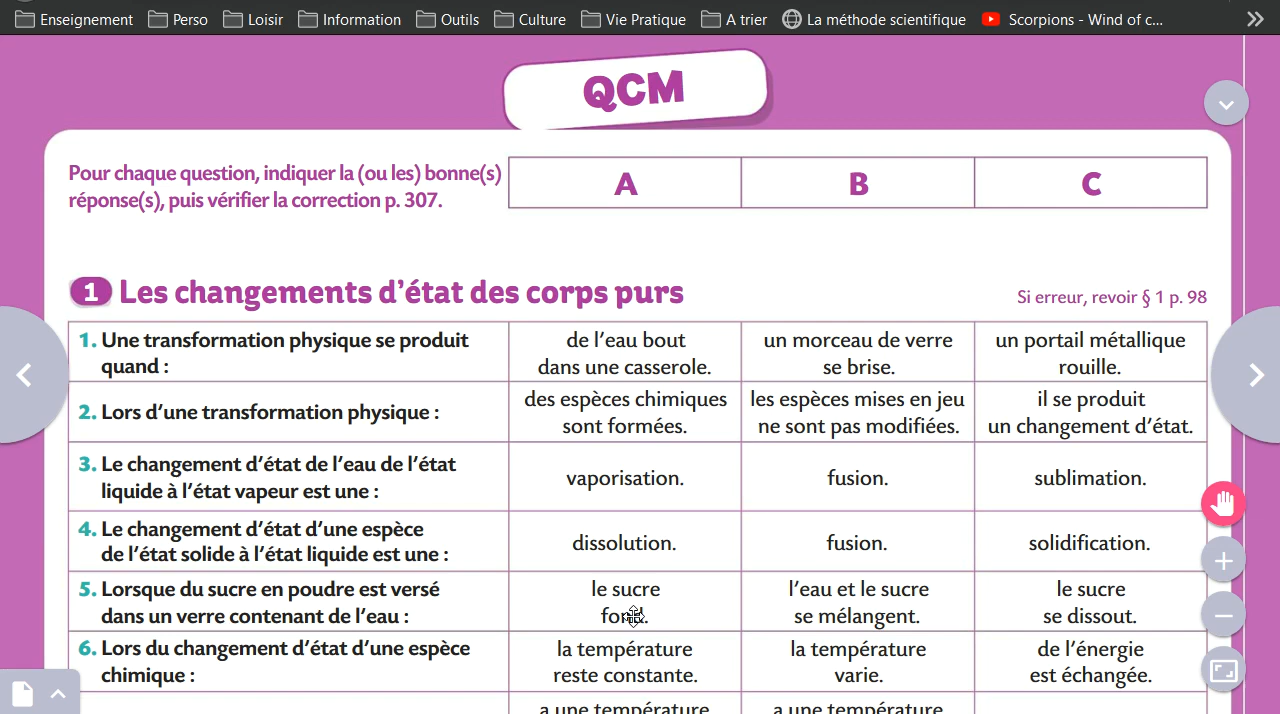 Enseignement Perso Loisir Information Outils Culture Vie Pratique A trier La méthode scientifique Scorpions - Wind of c...
QCM
Pour chaque question, indiquer la (ou les) bonne(s)
réponse(s), puis vérifier la correction p. 307.
A B C
1 Les changements d'état des corps purs
Si erreur, revoir § 1 p. 98
1. Une transformation physique se produit
quand :
de l'eau bout
dans une casserole.
un morceau de verre
se brise.
un portail métallique
rouille.
2. Lors d'une transformation physique :
des espèces chimiques
sont formées.
les espèces mises en jeu
ne sont pas modifiées.
il se produit
un changement d'état.
3. Le changement d'état de l'eau de l'état
liquide à l'état vapeur est une :
vaporisation.
fusion.
sublimation.
4. Le changement d'état d'une espèce
de l'état solide à l'état liquide est une :
dissolution.
fusion.
solidification.
5. Lorsque du sucre en poudre est versé
dans un verre contenant de l'eau :
le sucre
fond.
l'eau et le sucre
se mélangent.
le sucre
se dissout.
6. Lors du changement d'état d'une espèce
chimique :
la température
reste constante.
la température
varie.
de l'énergie
est échangée.
a une température
a une température